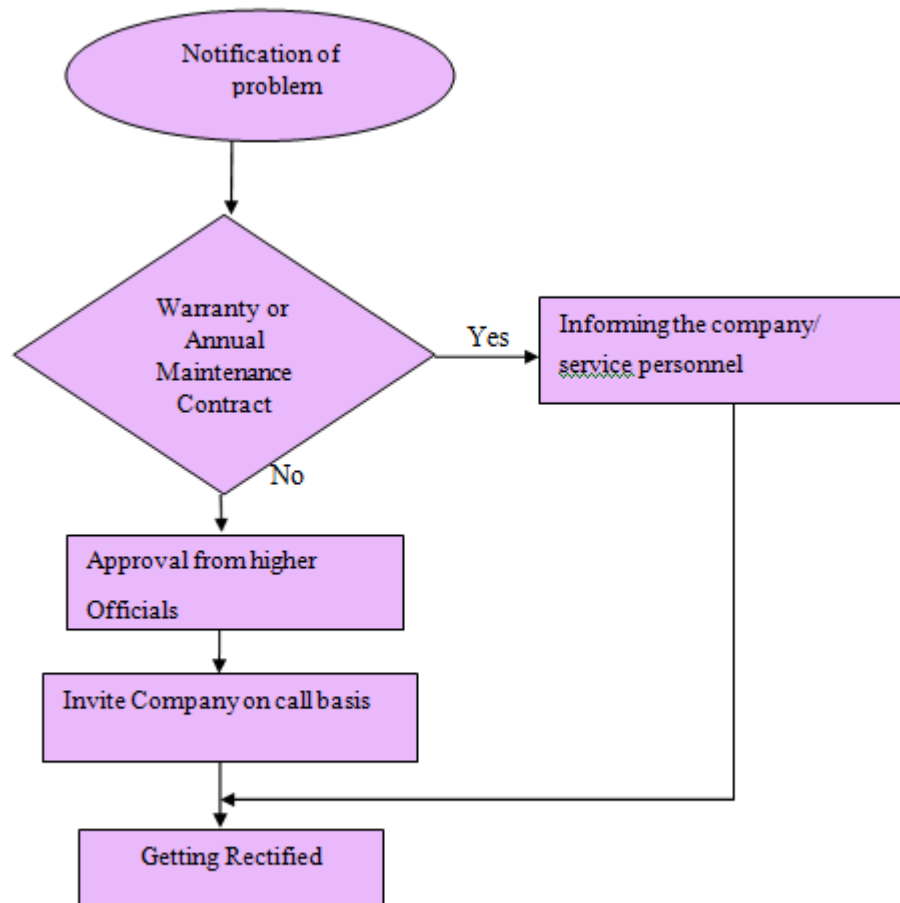 Notification of
problem
Warranty or
Annual
Maintenance
Contract
Yes
Informing the company/
service personnel
No
Approval from higher
Officials
Invite Company on call basis
Getting Rectified